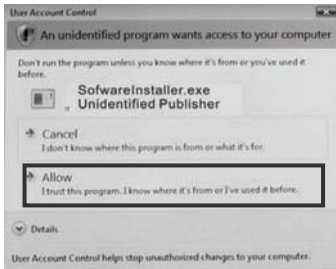 User Account Control
An unidentified program wants access to your computer
Don't run the program unless you know where it's from or you've used it
before.
SofwareInstaller.exe
Unidentified Publisher
Cancel
I don't know where this program is from or what it's for.
Allow
I trust this program. I know where it's from or I've used it before.
Details
User Account Control helps stop unauthorized changes to your computer.